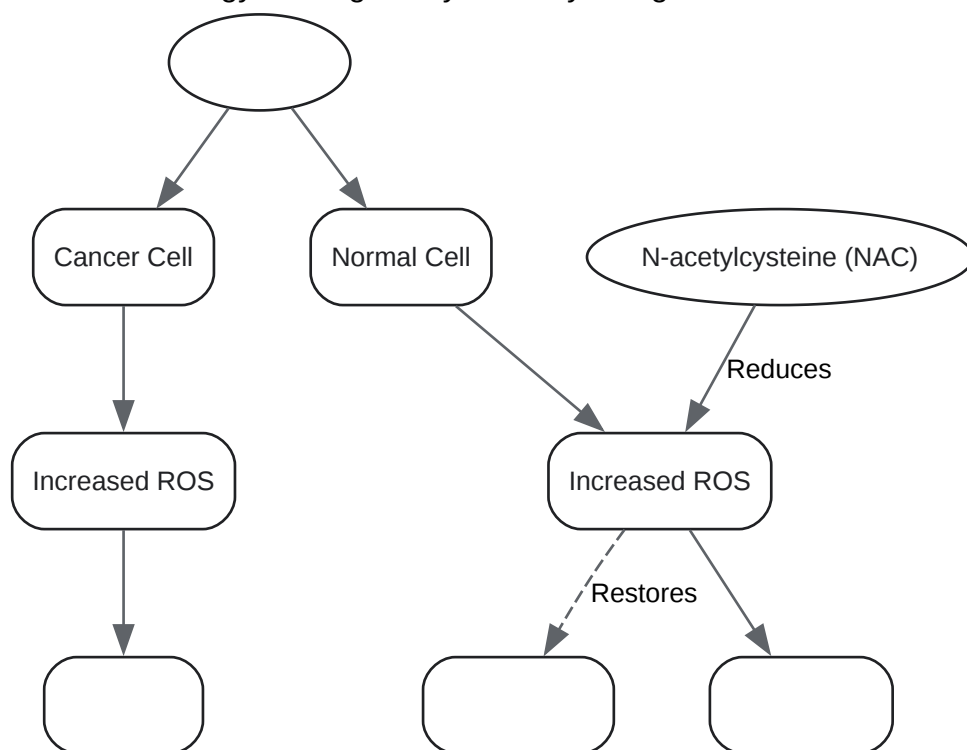 Cancer Cell
Normal Cell
N-acetylcysteine (NAC)
Reduces
Increased ROS
Increased ROS
Restores